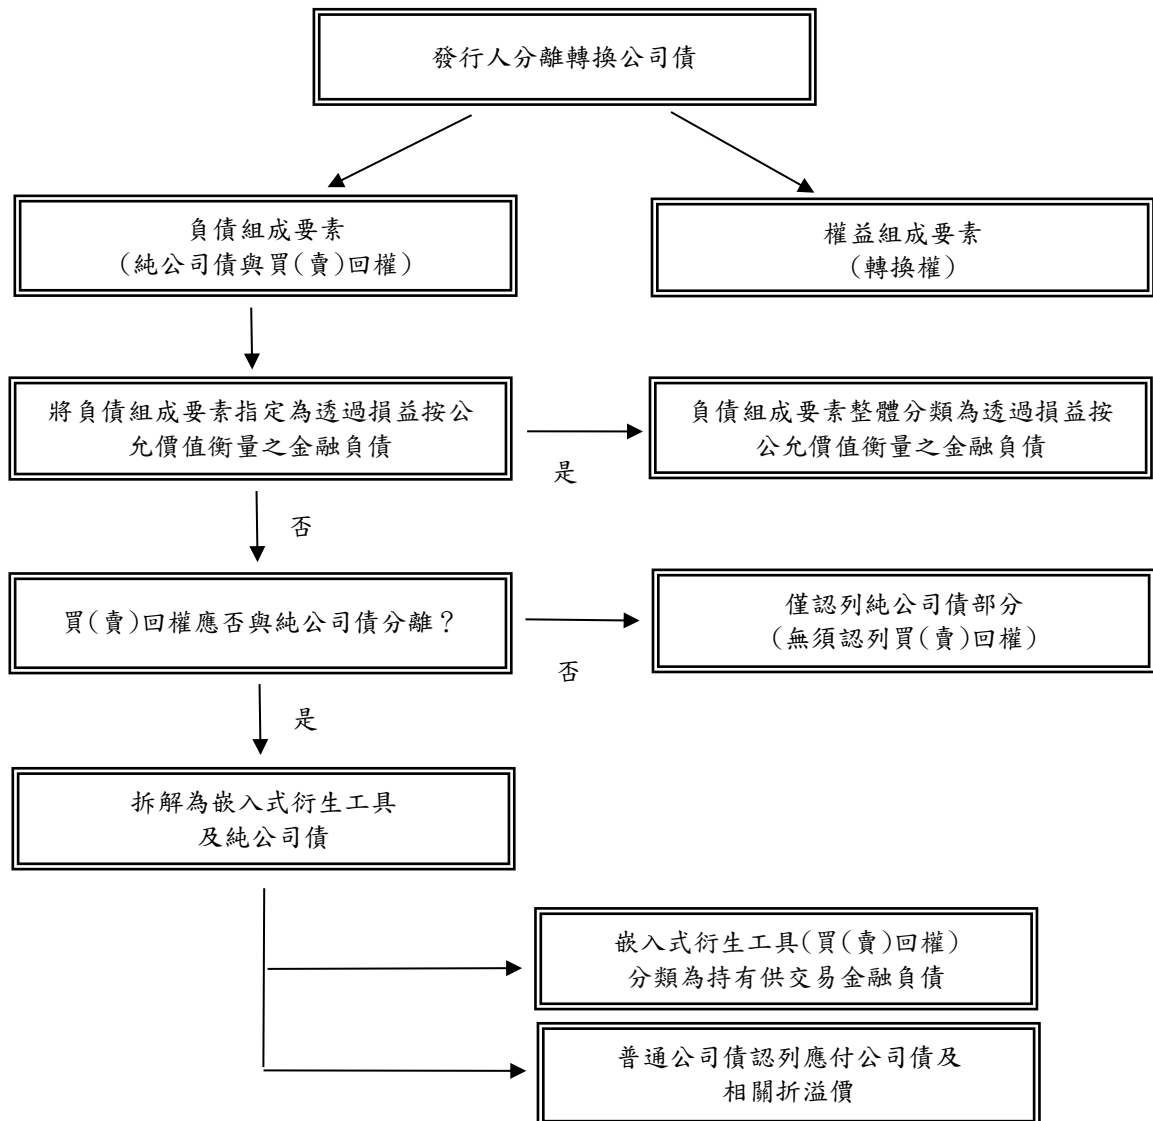 發行人分離轉換公司債
負債組成要素
(純公司債與買(賣)回權)
權益組成要素
(轉換權)
將負債組成要素指定為透過損益按公
允價值衡量之金融負債
是
負債組成要素整體分類為透過損益按
公允價值衡量之金融負債
否
買(賣)回權應否與純公司債分離?
否
僅認列純公司債部分
(無須認列買(賣)回權)
是
拆解為嵌入式衍生工具
及純公司債
嵌入式衍生工具(買(賣)回權)
分類為持有供交易金融負債
普通公司債認列應付公司債及
相關折溢價